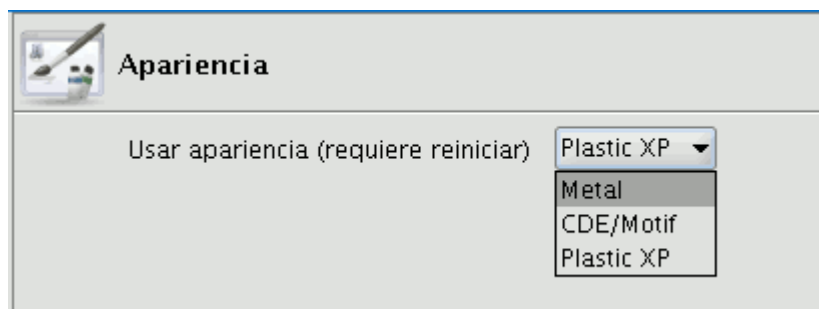 Apariencia
Usar apariencia (requiere reiniciar) Plastic XP
Metal
CDE/Motif
Plastic XP